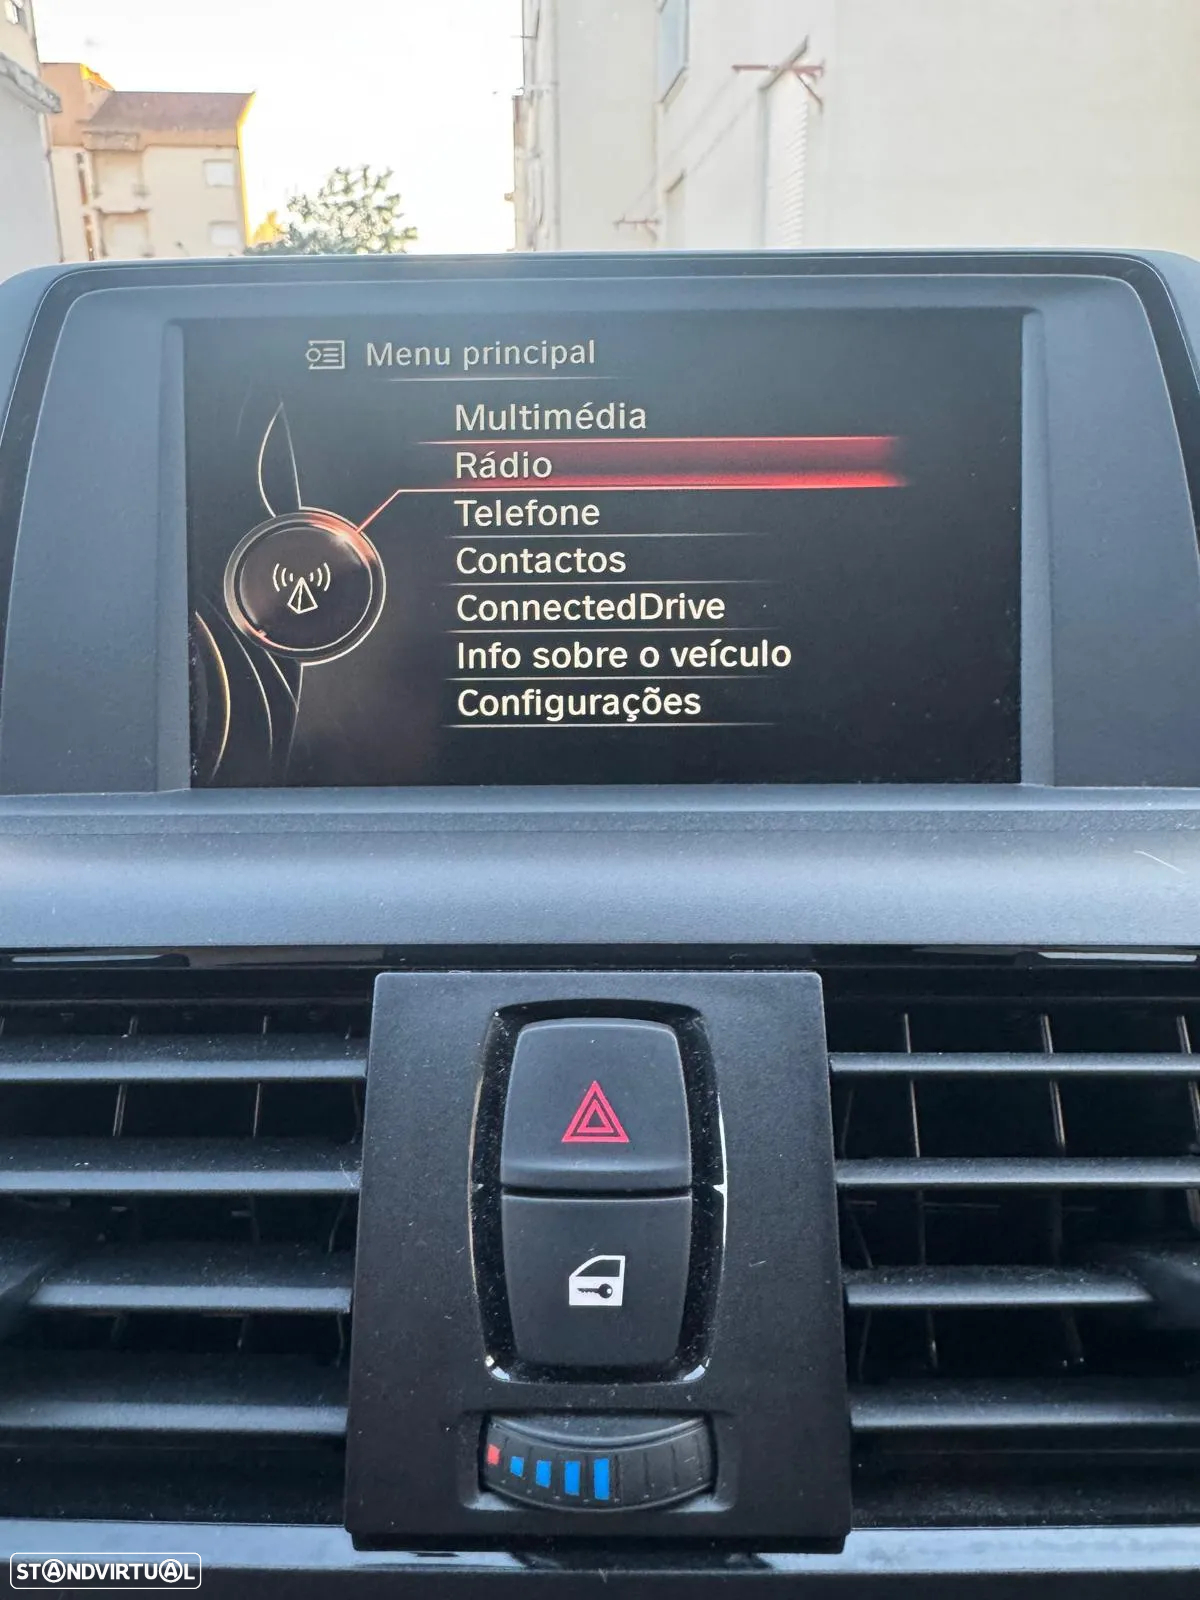 Menu principal
Multimédia
Rádio
Telefone
Contactos
ConnectedDrive
Info sobre o veículo
Configurações
STANDVIRTUAL